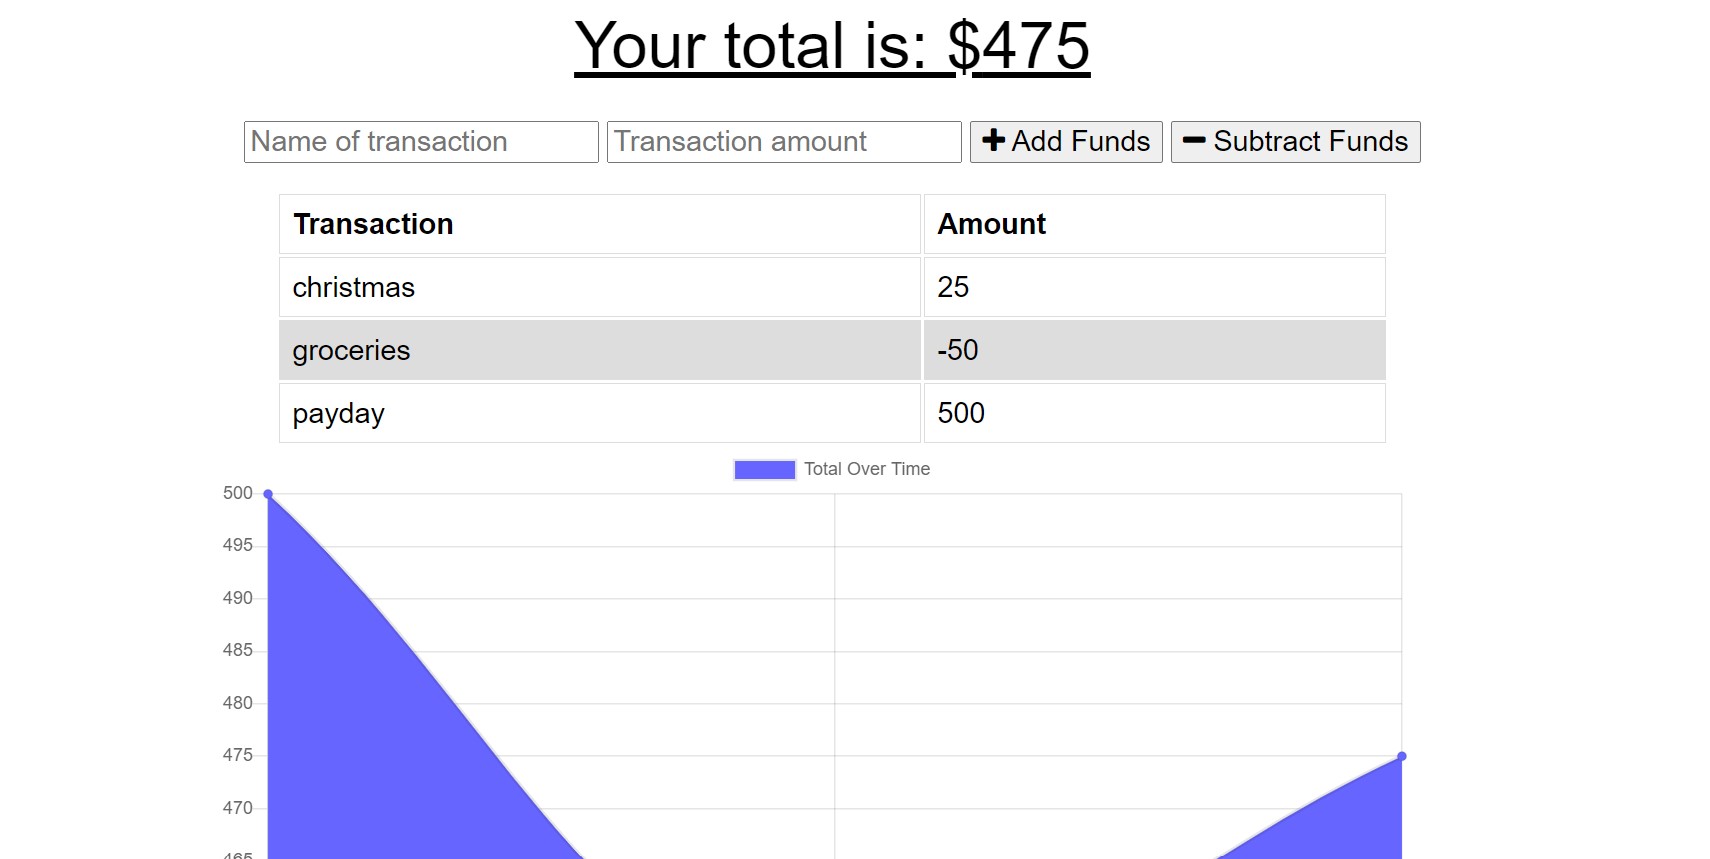 Your total is: $475
Name of transaction Transaction amount Add Funds Subtract Funds
Transaction Amount
christmas 25
groceries -50
payday 500
Total Over Time
500
495
490
485
480
475
470
465